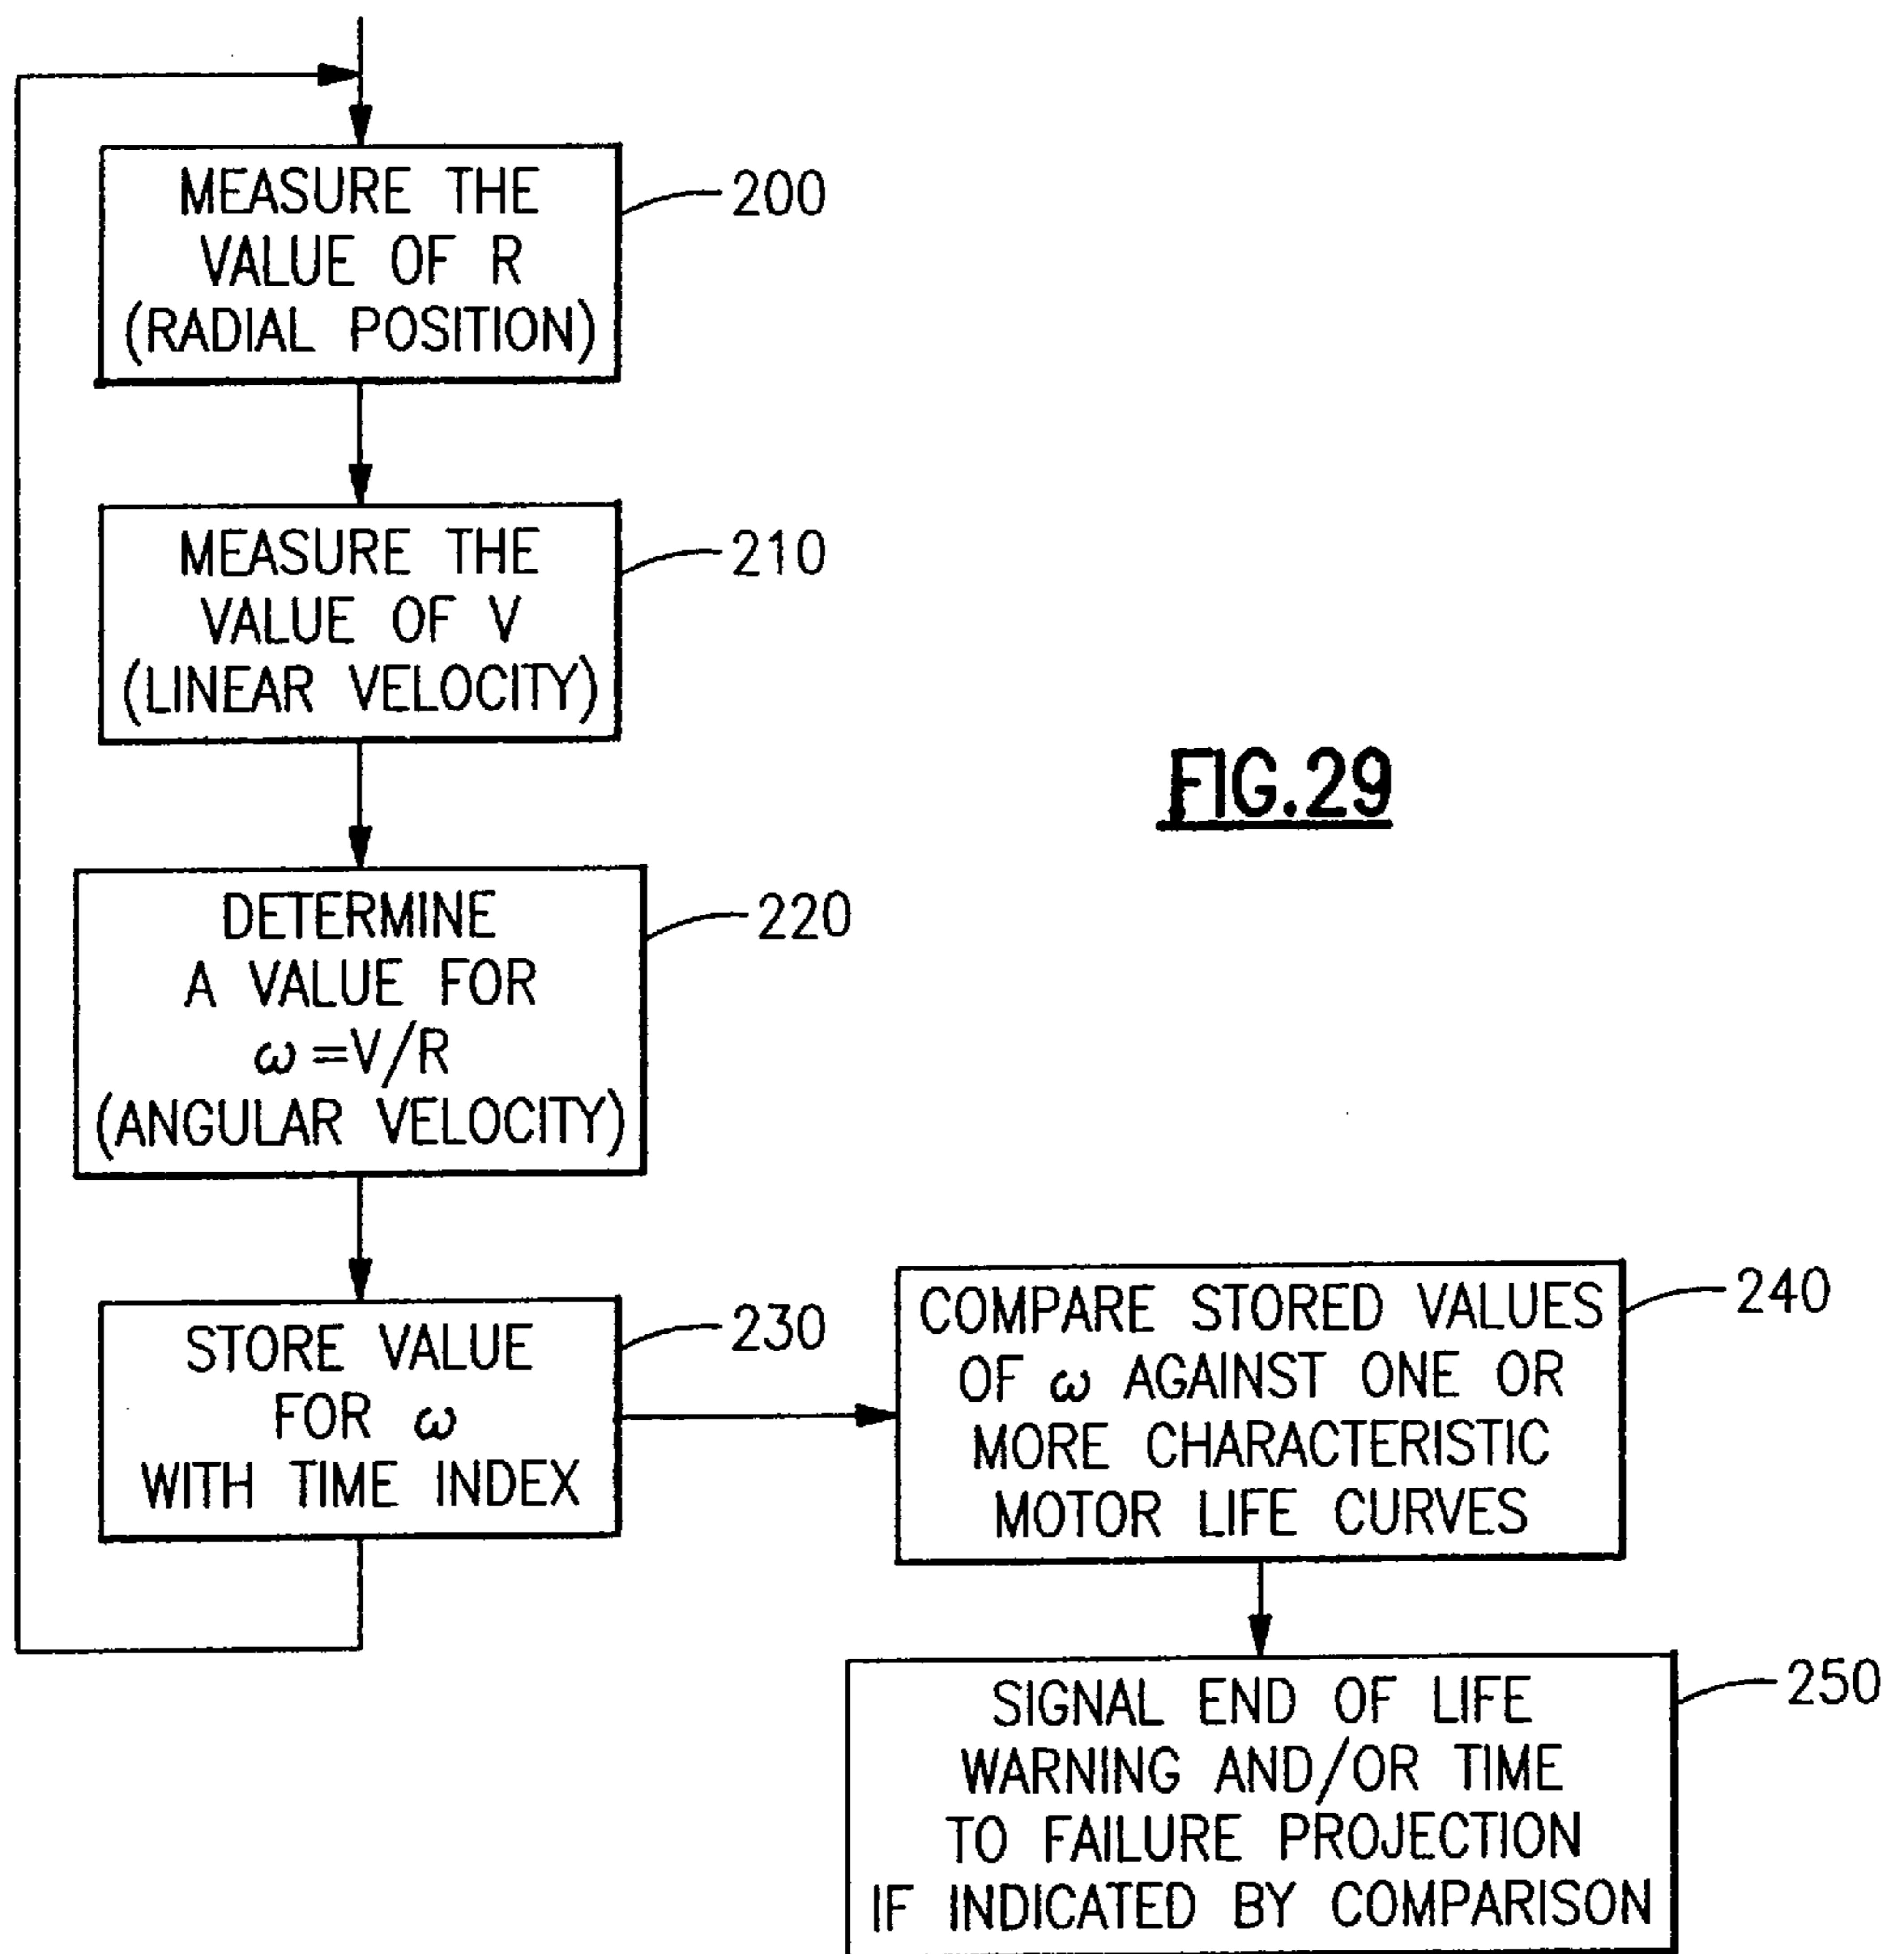 MEASURE THE
VALUE OF R
(RADIAL POSITION)
200
MEASURE THE
VALUE OF V
(LINEAR VELOCITY)
210
FIG.29
DETERMINE
A VALUE FOR
ω=V/R
(ANGULAR VELOCITY)
220
STORE VALUE
FOR ω
WITH TIME INDEX
230
COMPARE STORED VALUES
OF ω AGAINST ONE OR
MORE CHARACTERISTIC
MOTOR LIFE CURVES
240
SIGNAL END OF LIFE
WARNING AND/OR TIME
TO FAILURE PROJECTION
IF INDICATED BY COMPARISON
250